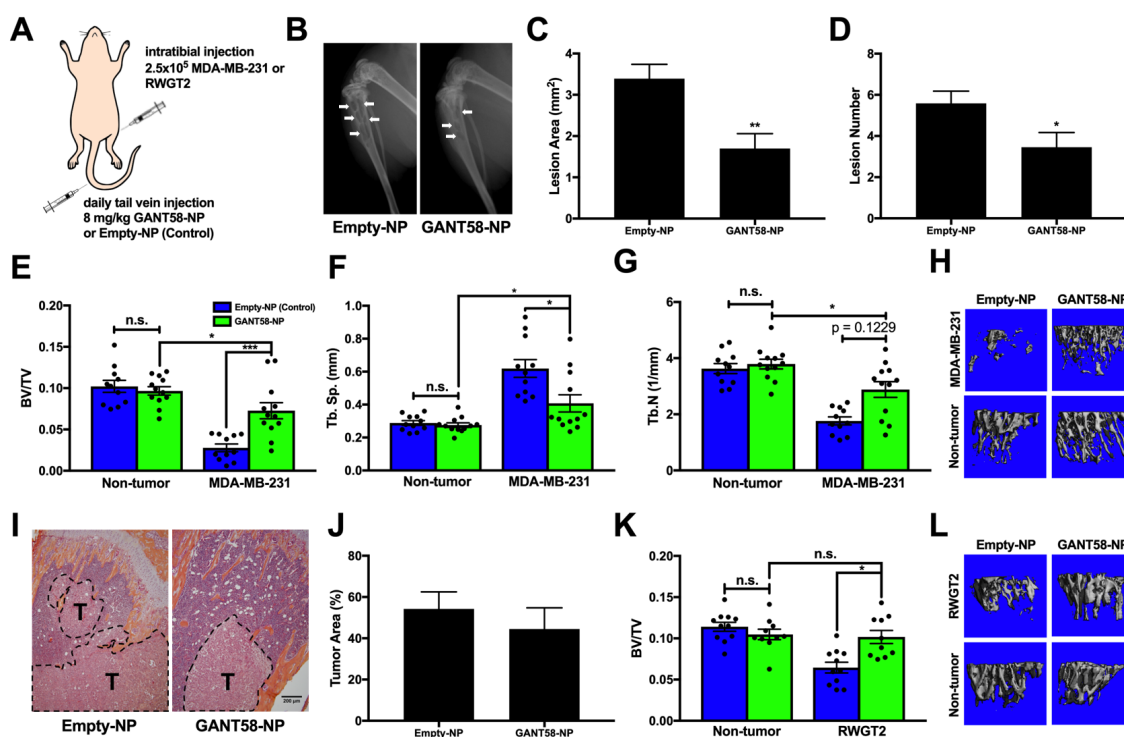 A
intratibial injection
2.5x10⁵ MDA-MB-231 or
RWGT2
daily tail vein injection
8 mg/kg GANT58-NP
or Empty-NP (Control)
B
Empty-NP GANT58-NP
C
Lesion Area (mm²)
4
3
2
1
0
**
Empty-NP GANT58-NP
D
Lesion Number
8
6
4
2
0
*
Empty-NP GANT58-NP
E
BV/TV
0.20
0.15
0.10
0.05
0.00
n.s.
*
***
Empty-NP (Control)
GANT58-NP
Non-tumor MDA-MB-231
F
Tb. Sp. (mm)
1.0
0.8
0.6
0.4
0.2
0.0
n.s.
*
*
Non-tumor MDA-MB-231
G
Tb.N (1/mm)
6
4
2
0
n.s.
*
p = 0.1229
Non-tumor MDA-MB-231
H
Empty-NP GANT58-NP
MDA-MB-231
Non-tumor
I
T
T
T
200 μm
Empty-NP GANT58-NP
J
Tumor Area (%)
80
60
40
20
0
Empty-NP GANT58-NP
K
BV/TV
0.20
0.15
0.10
0.05
0.00
n.s.
n.s.
*
Non-tumor RWGT2
L
Empty-NP GANT58-NP
RWGT2
Non-tumor